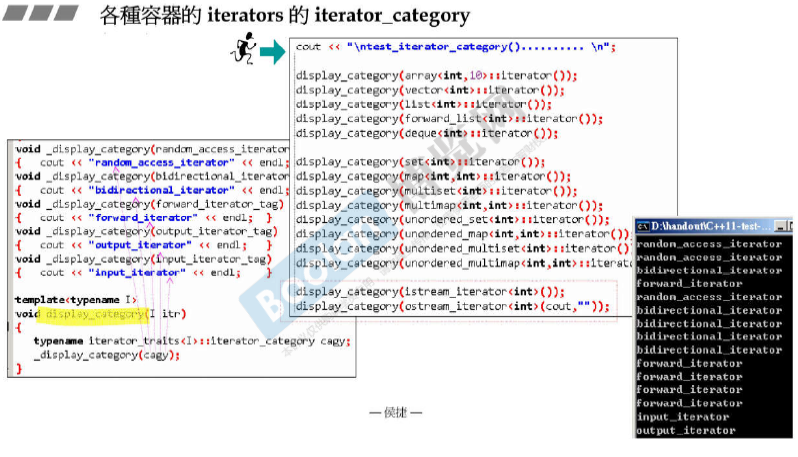 各種容器的 iterators 的 iterator_category
cout << "\ntest_iterator_category().......... \n";
display_category(array<int,10>::iterator());
display_category(vector<int>::iterator());
display_category(list<int>::iterator());
display_category(forward_list<int>::iterator());
display_category(deque<int>::iterator());
display_category(set<int>::iterator());
display_category(map<int,int>::iterator());
display_category(multiset<int>::iterator());
display_category(multimap<int,int>::iterator());
display_category(unordered_set<int>::iterator());
display_category(unordered_map<int,int>::iterator());
display_category(unordered_multiset<int>::iterator()
display_category(unordered_multimap<int,int>::iterato
display_category(istream_iterator<int>());
display_category(ostream_iterator<int>(cout,""));
void _display_category(random_access_iterator
{ cout << "random_access_iterator" << endl;
void _display_category(bidirectional_iterator
{ cout << "bidirectional_iterator" << endl;
void _display_category(forward_iterator_tag)
{ cout << "forward_iterator" << endl; }
void _display_category(output_iterator_tag)
{ cout << "output_iterator" << endl; }
void _display_category(input_iterator_tag)
{ cout << "input_iterator" << endl; }
template<typename I>
void display_category(I itr)
{
typename iterator_traits<I>::iterator_category cagy;
_display_category(cagy);
}
D:\handout\C++11-test-...
random_access_iterator
random_access_iterator
bidirectional_iterator
forward_iterator
random_access_iterator
bidirectional_iterator
bidirectional_iterator
bidirectional_iterator
bidirectional_iterator
forward_iterator
forward_iterator
forward_iterator
forward_iterator
input_iterator
output_iterator
— 侯捷 —